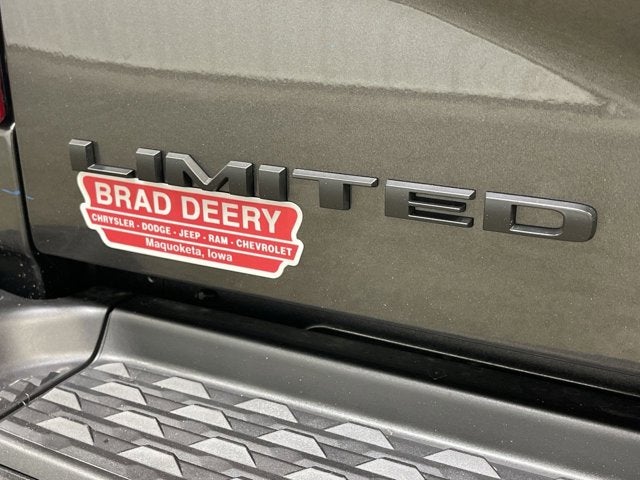 LIMITED
BRAD DEERY
CHRYSLER - DODGE - JEEP - RAM - CHEVROLET
Maquoketa, Iowa